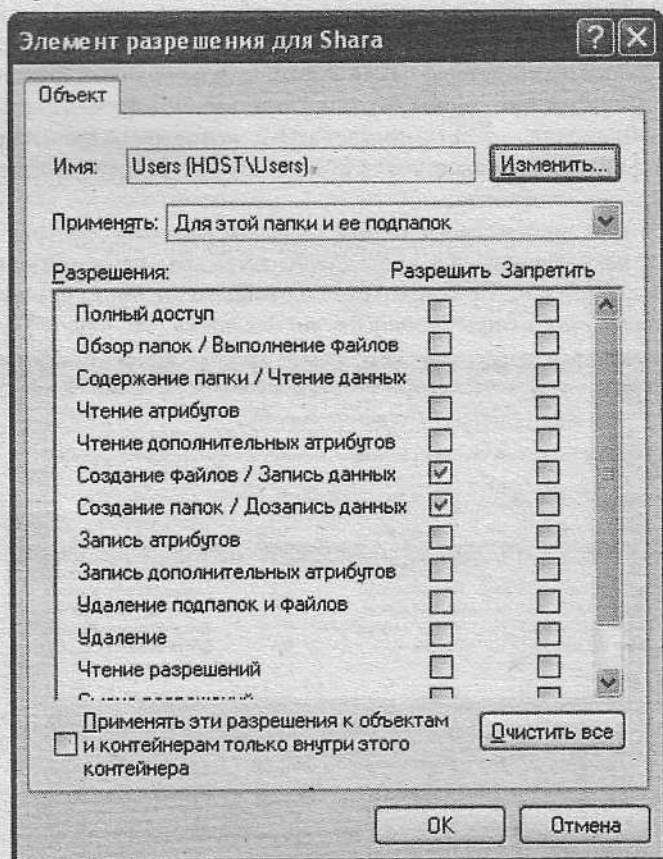 Элемент разрешения для Shara
Объект
Имя: Users (HOST\Users) Изменить...
Применять: Для этой папки и ее подпапок
Разрешения: Разрешить Запретить
Полный доступ
Обзор папок / Выполнение файлов
Содержание папки / Чтение данных
Чтение атрибутов
Чтение дополнительных атрибутов
Создание файлов / Запись данных
Создание папок / Дозапись данных
Запись атрибутов
Запись дополнительных атрибутов
Удаление подпапок и файлов
Удаление
Чтение разрешений
Применять эти разрешения к объектам
и контейнерам только внутри этого
контейнера
Очистить все
OK Отмена